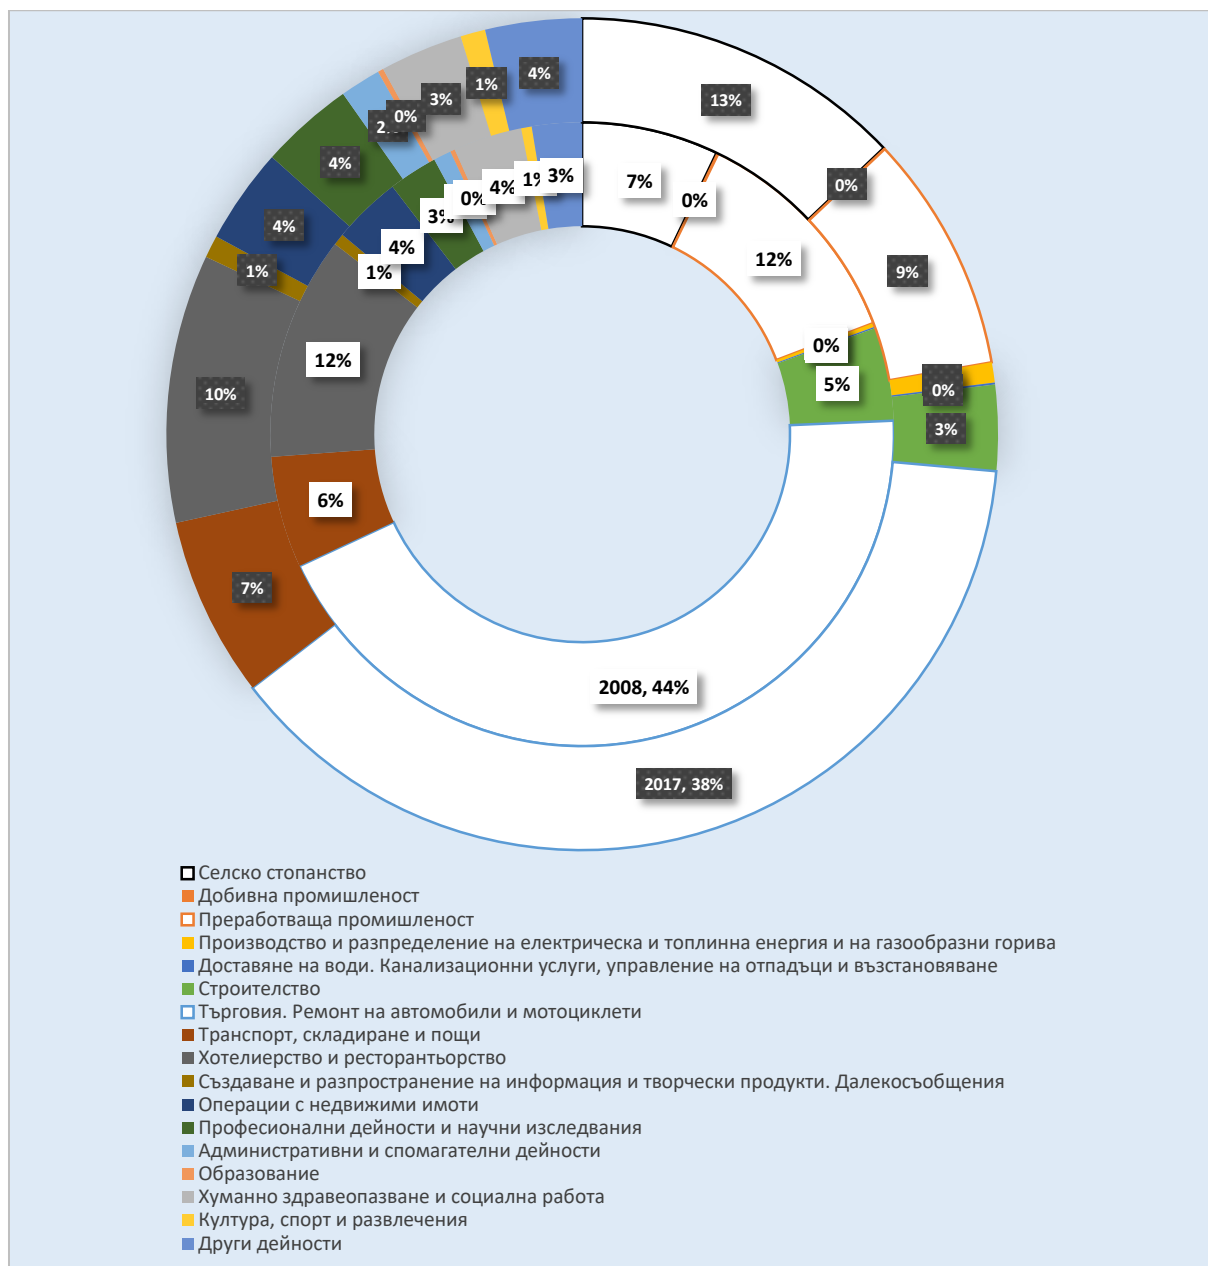 4%
1%
3%
0%
2%
13%
4%
0%
3%
1%
4%
0%
3%
7%
0%
4%
4%
1%
4%
1%
12%
9%
0%
0%
5%
3%
12%
10%
6%
7%
2008, 44%
2017, 38%
Селско стопанство
Добивна промишленост
Преработваща промишленост
Производство и разпределение на електрическа и топлинна енергия и на газообразни горива
Доставяне на води. Канализационни услуги, управление на отпадъци и възстановяване
Строителство
Търговия. Ремонт на автомобили и мотоциклети
Транспорт, складиране и пощи
Хотелиерство и ресторантьорство
Създаване и разпространение на информация и творчески продукти. Далекосъобщения
Операции с недвижими имоти
Професионални дейности и научни изследвания
Административни и спомагателни дейности
Образование
Хуманно здравеопазване и социална работа
Култура, спорт и развлечения
Други дейности